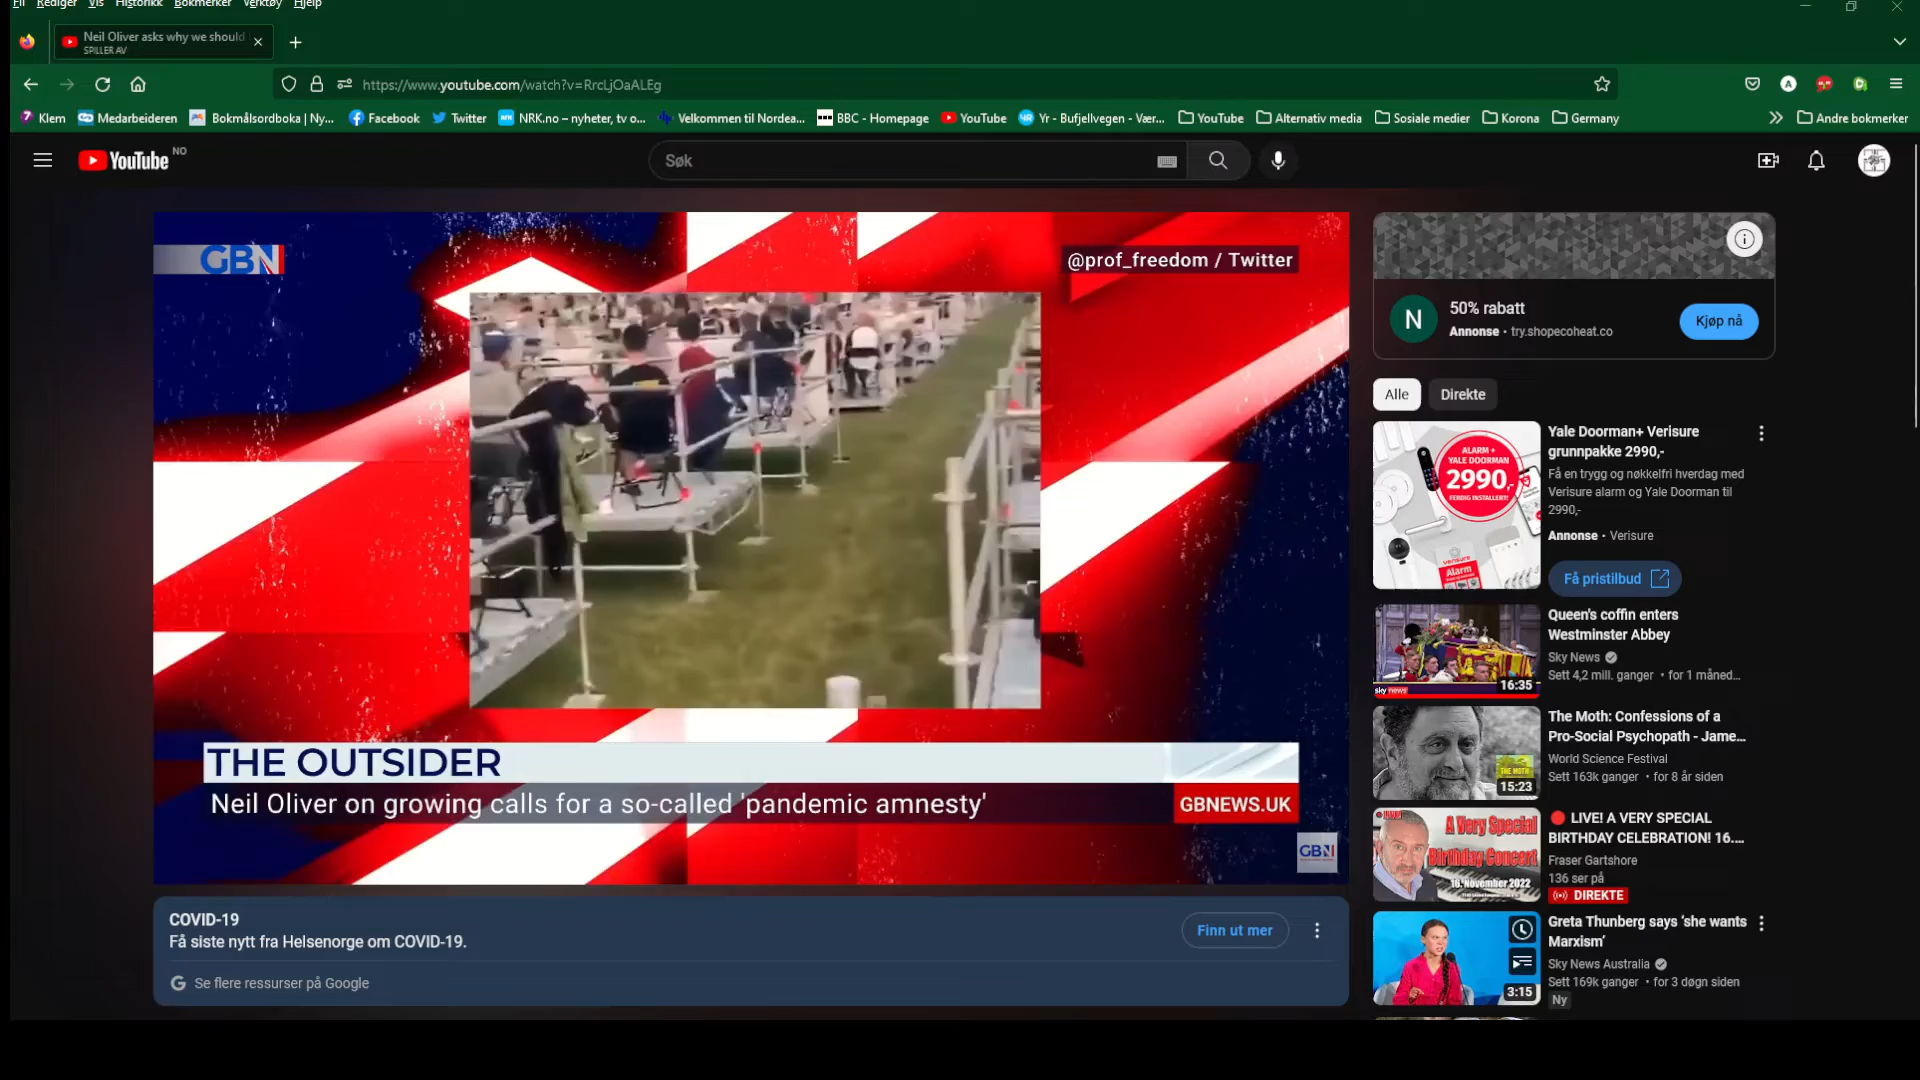 Fil Rediger Vis Historikk Bokmerker Verktøy Hjelp
Neil Oliver asks why we should
SPILLER AV
https://www.youtube.com/watch?v=RrcLjOaALEg
Klem Medarbeideren Bokmålsordboka | Ny... Facebook Twitter NRK.no – nyheter, tv o... Velkommen til Nordea... BBC - Homepage YouTube Yr - Bufjellvegen - Vær... YouTube Alternativ media Sosiale medier Korona Germany Andre bokmerker
YouTube NO
Søk
GBN
@prof_freedom / Twitter
THE OUTSIDER
Neil Oliver on growing calls for a so-called 'pandemic amnesty'
GBNEWS.UK
GBN
COVID-19
Få siste nytt fra Helsenorge om COVID-19.
Finn ut mer
Se flere ressurser på Google
N
50% rabatt
Annonse • try.shopecoheat.co
Kjøp nå
Alle
Direkte
ALARM +
YALE DOORMAN
2990,-
FERDIG INSTALLERT!
verisure
Alarm
Yale Doorman+ Verisure
grunnpakke 2990,-
Få en trygg og nøkkelfri hverdag med
Verisure alarm og Yale Doorman til
2990,-
Annonse • Verisure
Få pristilbud
sky news
16:35
Queen's coffin enters
Westminster Abbey
Sky News
Sett 4,2 mill. ganger • for 1 måned...
THE MOTH
15:23
The Moth: Confessions of a
Pro-Social Psychopath - Jame...
World Science Festival
Sett 163k ganger • for 8 år siden
LIVE!
A Very Special
Birthday Concert
16. November 2022
LIVE! A VERY SPECIAL
BIRTHDAY CELEBRATION! 16....
Fraser Gartshore
136 ser på
DIREKTE
3:15
Greta Thunberg says 'she wants
Marxism'
Sky News Australia
Sett 169k ganger • for 3 døgn siden
Ny